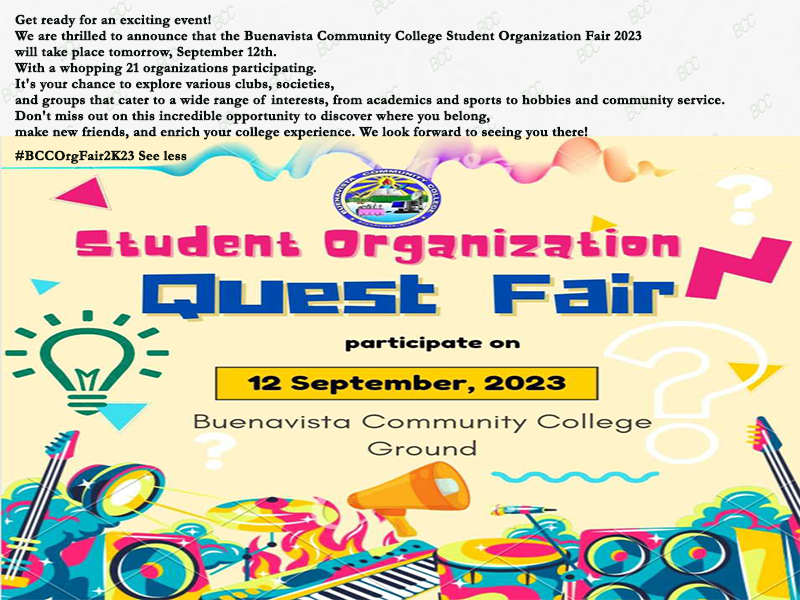 Get ready for an exciting event!
We are thrilled to announce that the Buenavista Community College Student Organization Fair 2023
will take place tomorrow, September 12th.
With a whopping 21 organizations participating.
It's your chance to explore various clubs, societies,
and groups that cater to a wide range of interests, from academics and sports to hobbies and community service.
Don't miss out on this incredible opportunity to discover where you belong,
make new friends, and enrich your college experience. We look forward to seeing you there!
#BCCOrgFair2K23 See less
BUENAVISTA COMMUNITY COLLEGE
Student Organization
Quest Fair
participate on
12 September, 2023
Buenavista Community College
Ground
BCC